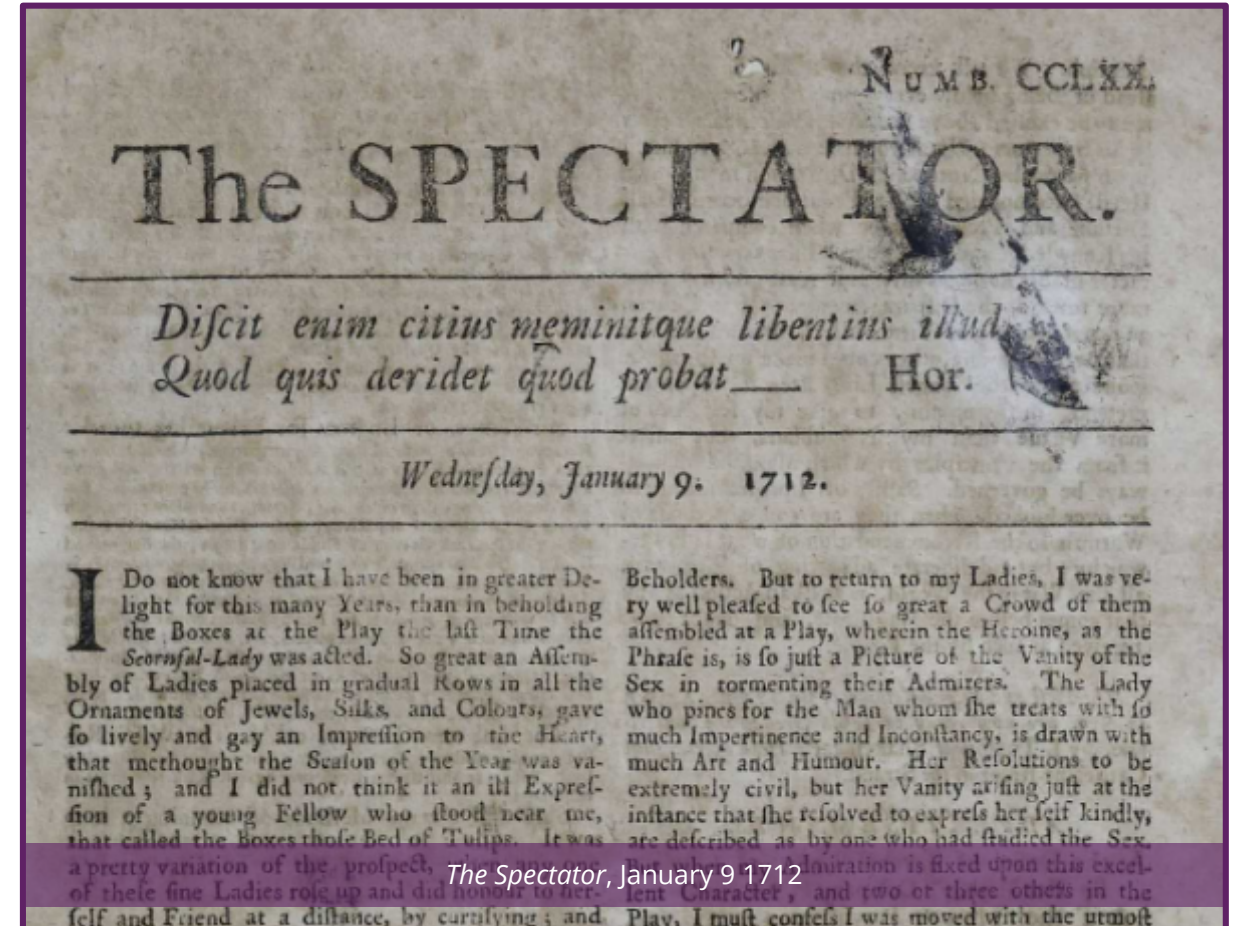 NUMB. CCLXX.
The SPECTATOR.
Diſcit enim citius meminitque libentius illud
Quod quis deridet quod probat___ Hor.
Wedneſday, January 9. 1712.
I Do not know that I have been in greater De-
light for this many Years, than in beholding
the Boxes at the Play the laſt Time the
Scornful-Lady was acted. So great an Aſſem-
bly of Ladies placed in gradual Rows in all the
Ornaments of Jewels, Silks, and Colours, gave
ſo lively and gay an Impreſſion to the Heart,
that methought the Seaſon of the Year was va-
niſhed ; and I did not think it an ill Expreſ-
ſion of a young Fellow who ſtood near me,
that called the Boxes thoſe Bed of Tulips. It was
a pretty variation of the proſpect, when any one
of theſe fine Ladies roſe up and did honour to her-
ſelf and Friend at a diſtance, by curtiſying ; and
Beholders. But to return to my Ladies, I was ve-
ry well pleaſed to ſee ſo great a Crowd of them
aſſembled at a Play, wherein the Heroine, as the
Phraſe is, is ſo juſt a Picture of the Vanity of the
Sex in tormenting their Admirers. The Lady
who pines for the Man whom ſhe treats with ſo
much Impertinence and Inconſtancy, is drawn with
much Art and Humour. Her Reſolutions to be
extremely civil, but her Vanity ariſing juſt at the
inſtance that ſhe reſolved to expreſs her ſelf kindly,
are deſcribed as by one who had ſtudied the Sex.
But when Admiration is fixed upon this excel-
lent Character, and two or three others in the
Play, I muſt confeſs I was moved with the utmoſt
The Spectator, January 9 1712